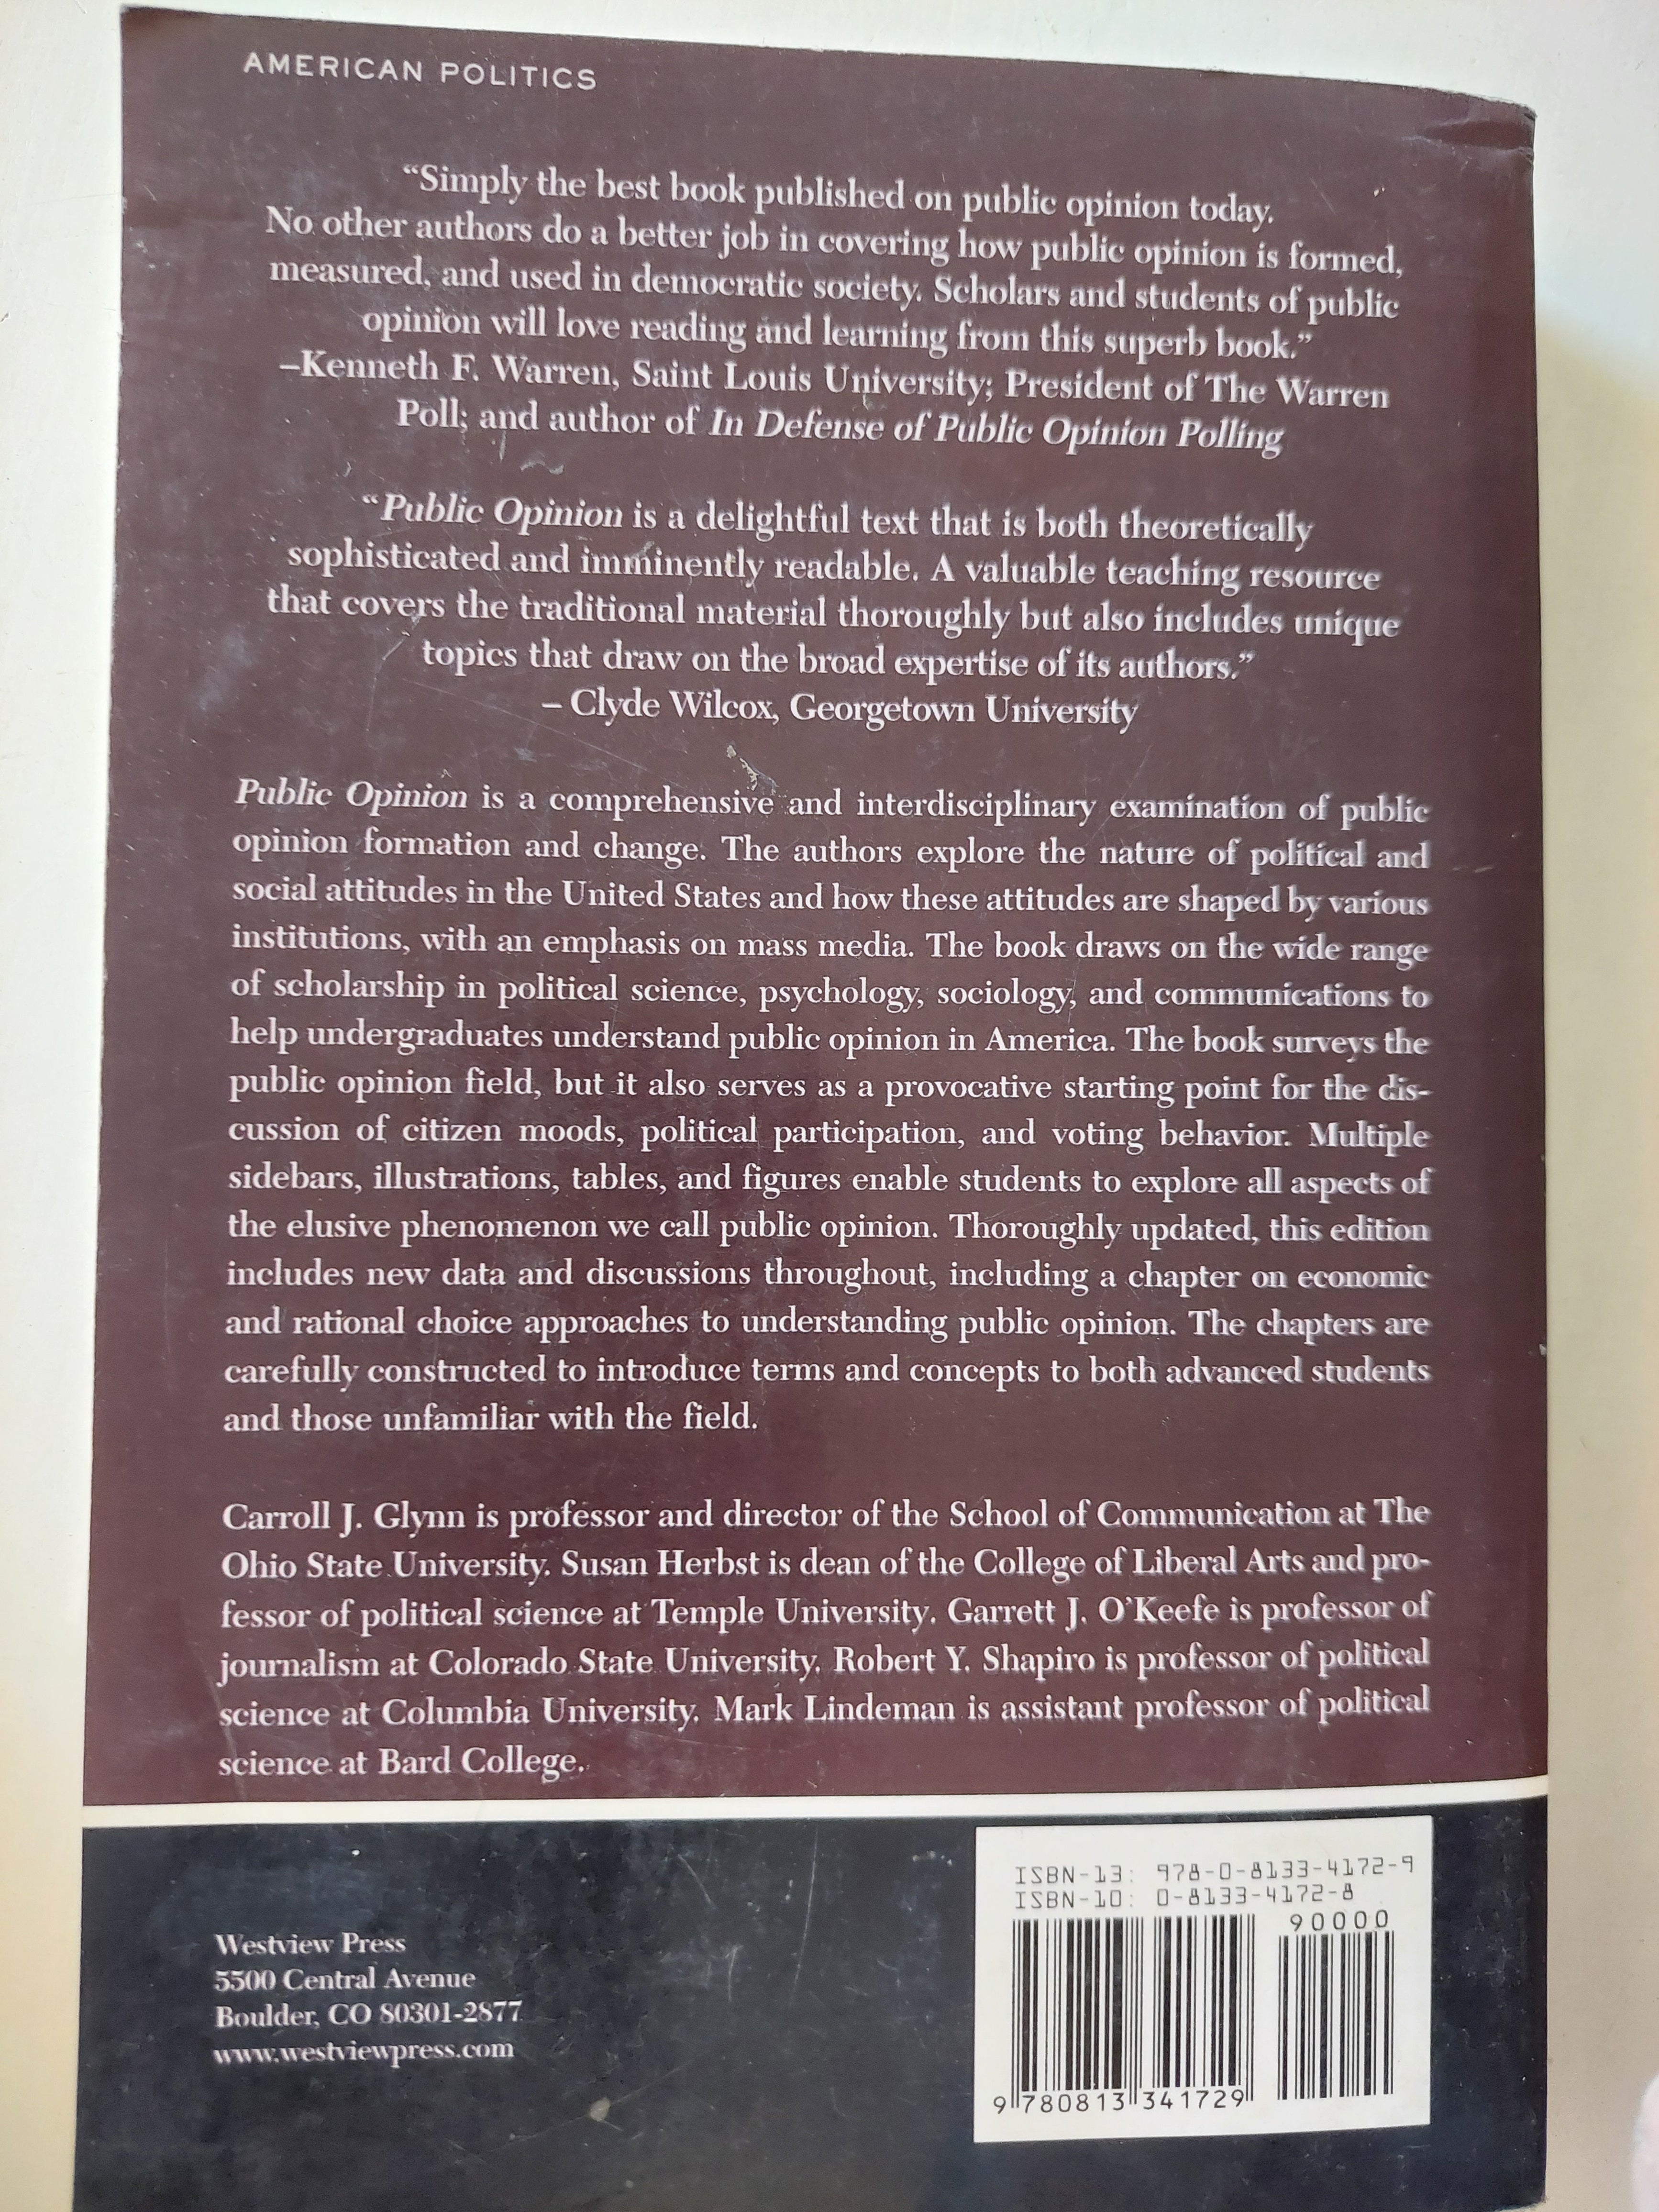 AMERICAN POLITICS
“Simply the best book published on public opinion today.
No other authors do a better job in covering how public opinion is formed,
measured, and used in democratic society. Scholars and students of public
opinion will love reading and learning from this superb book.”
–Kenneth F. Warren, Saint Louis University; President of The Warren
Poll; and author of In Defense of Public Opinion Polling
“Public Opinion is a delightful text that is both theoretically
sophisticated and imminently readable. A valuable teaching resource
that covers the traditional material thoroughly but also includes unique
topics that draw on the broad expertise of its authors.”
– Clyde Wilcox, Georgetown University
Public Opinion is a comprehensive and interdisciplinary examination of public
opinion formation and change. The authors explore the nature of political and
social attitudes in the United States and how these attitudes are shaped by various
institutions, with an emphasis on mass media. The book draws on the wide range
of scholarship in political science, psychology, sociology, and communications to
help undergraduates understand public opinion in America. The book surveys the
public opinion field, but it also serves as a provocative starting point for the dis-
cussion of citizen moods, political participation, and voting behavior. Multiple
sidebars, illustrations, tables, and figures enable students to explore all aspects of
the elusive phenomenon we call public opinion. Thoroughly updated, this edition
includes new data and discussions throughout, including a chapter on economic
and rational choice approaches to understanding public opinion. The chapters are
carefully constructed to introduce terms and concepts to both advanced students
and those unfamiliar with the field.
Carroll J. Glynn is professor and director of the School of Communication at The
Ohio State University. Susan Herbst is dean of the College of Liberal Arts and pro-
fessor of political science at Temple University. Garrett J. O’Keefe is professor of
journalism at Colorado State University. Robert Y. Shapiro is professor of political
science at Columbia University. Mark Lindeman is assistant professor of political
science at Bard College.
Westview Press
5500 Central Avenue
Boulder, CO 80301-2877
www.westviewpress.com
ISBN-13: 978-0-8133-4172-9
ISBN-10: 0-8133-4172-8
90000
9 780813 341729